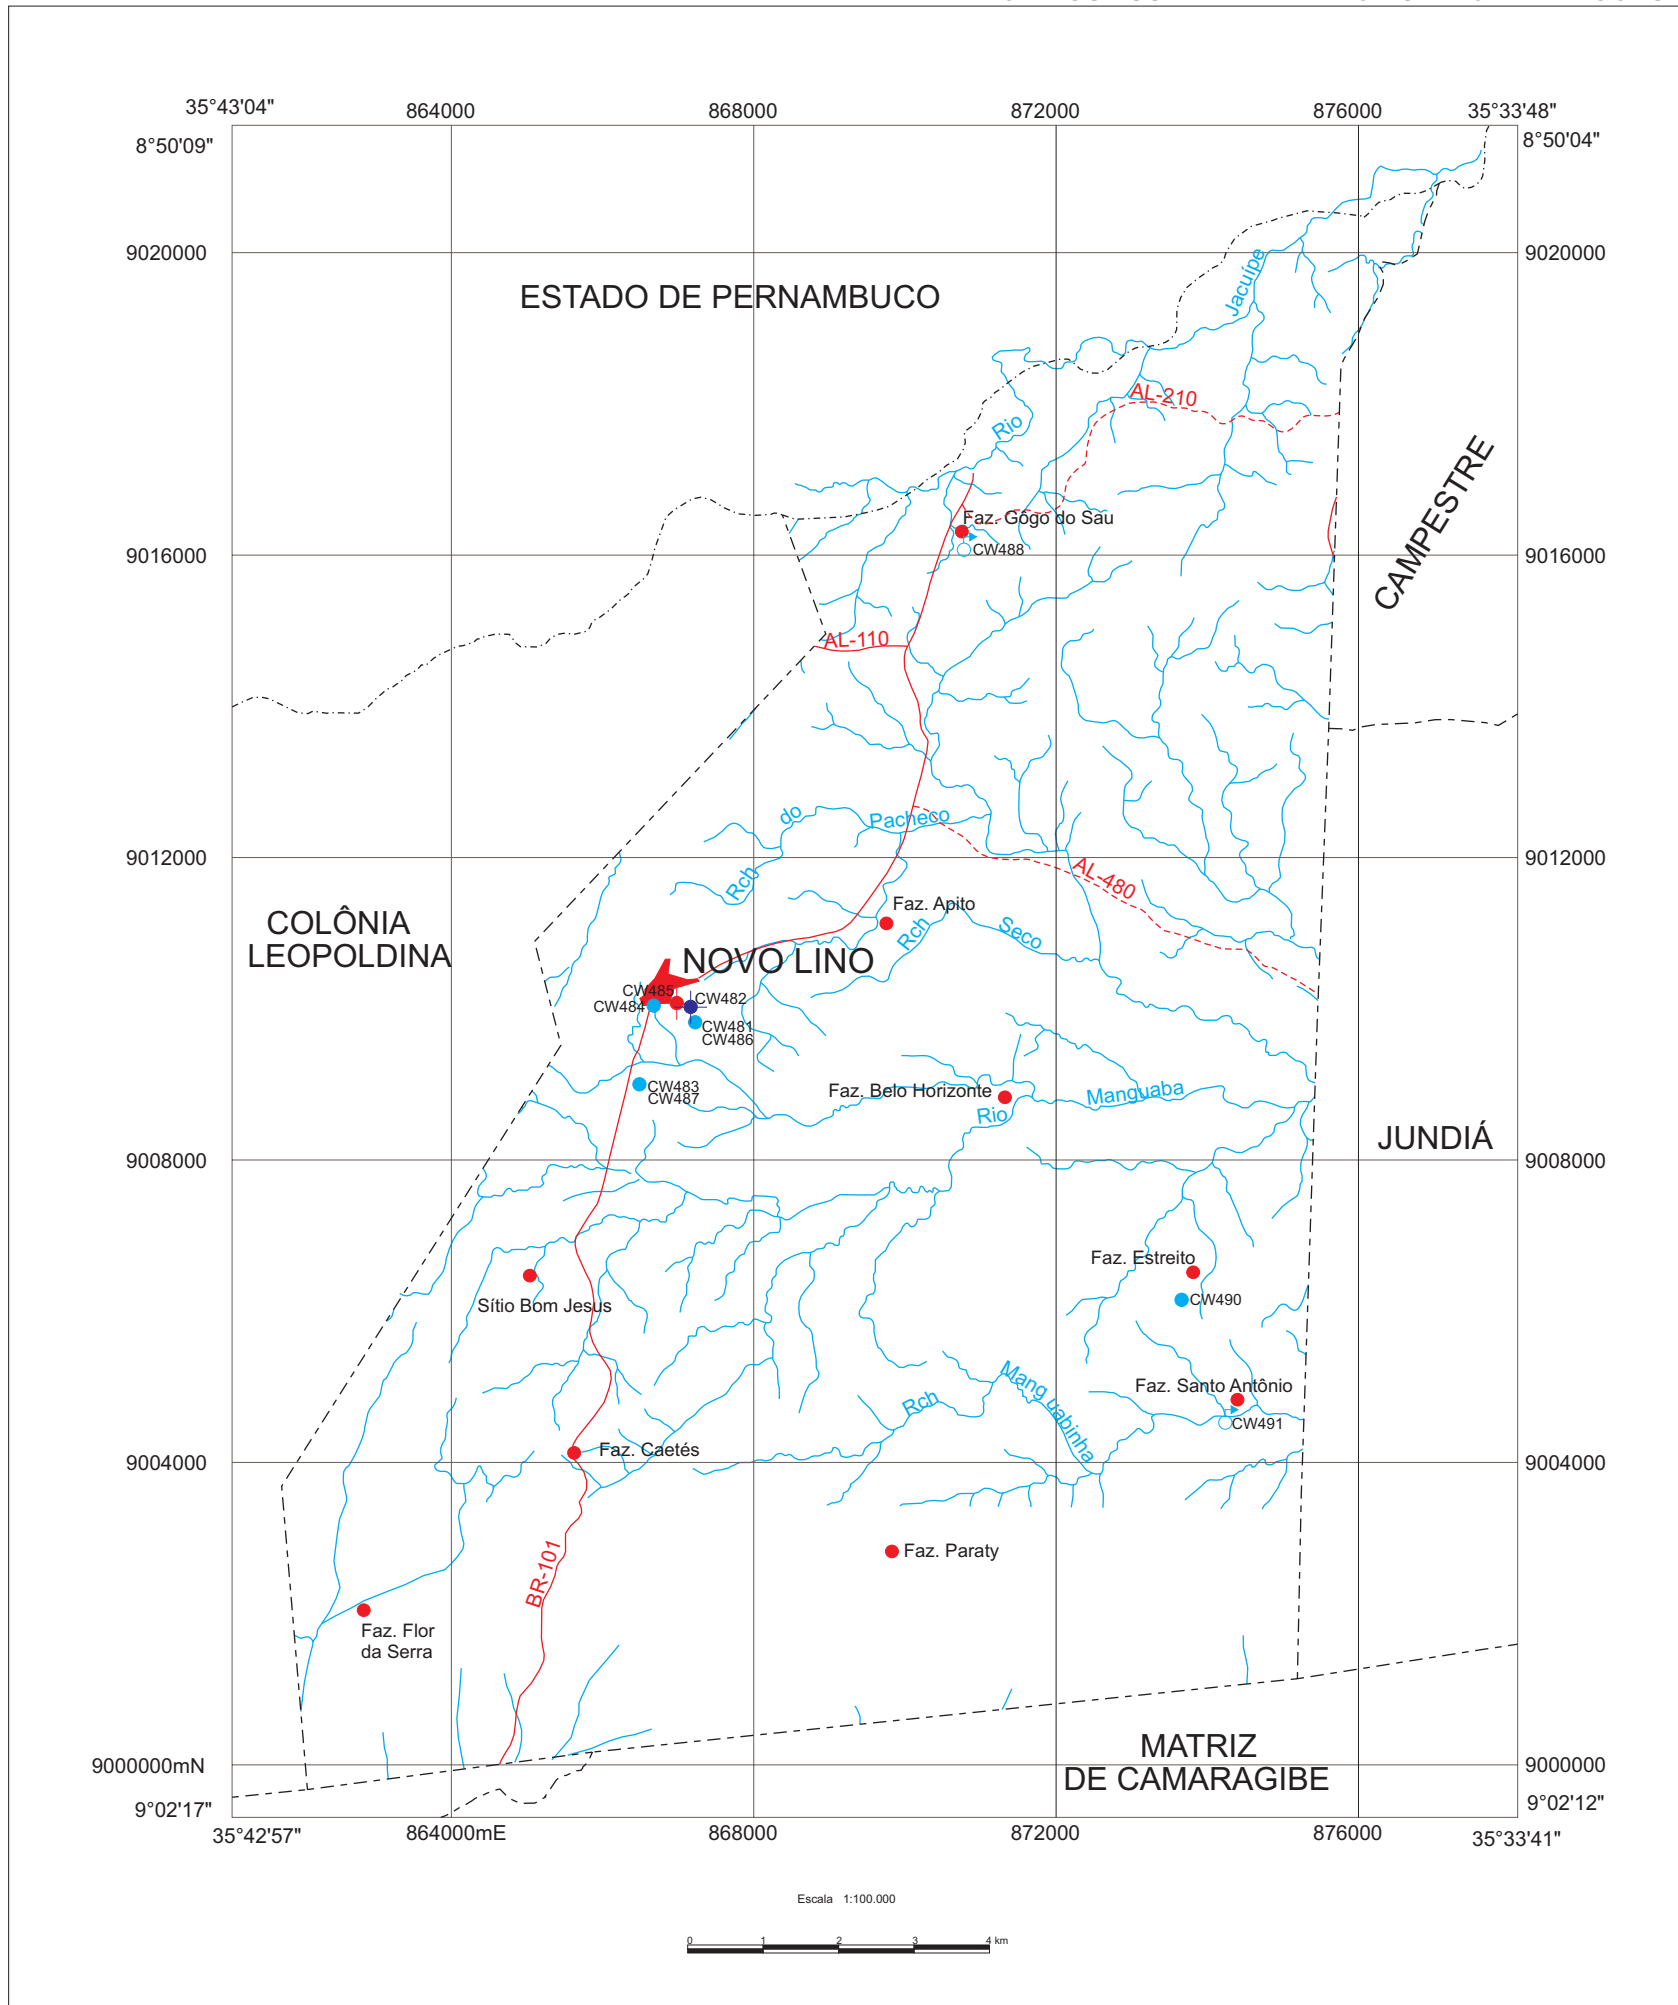 35°43'04"
864000
868000
872000
876000
35°33'48"
8°50'09"
8°50'04"
9020000
9020000
ESTADO DE PERNAMBUCO
Jacuípe
AL-210
Rio
CAMPESTRE
Faz. Gôgo do Sau
CW488
9016000
9016000
AL-110
do
Pacheco
9012000
9012000
Rch
AL-480
Faz. Apito
COLÔNIA
LEOPOLDINA
Rch
Seco
NOVO LINO
CW485
CW484
CW482
CW481
CW486
CW483
CW487
Faz. Belo Horizonte
Manguaba
Rio
JUNDIÁ
9008000
9008000
Faz. Estreito
CW490
Sítio Bom Jesus
Mang uabinha
Rch
Faz. Santo Antônio
CW491
Faz. Caetés
9004000
9004000
BR-101
Faz. Paraty
Faz. Flor
da Serra
MATRIZ
DE CAMARAGIBE
9000000mN
9000000
9°02'17"
9°02'12"
35°42'57"
864000mE
868000
872000
876000
35°33'41"
Escala 1:100.000
0 1 2 3 4 km